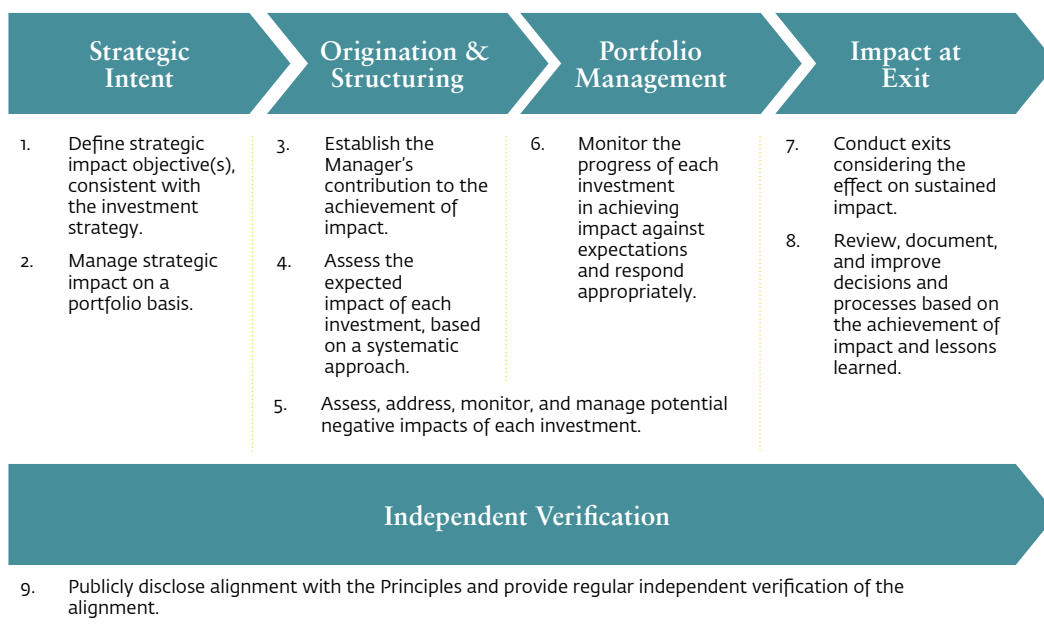 Strategic
Intent
Origination &
Structuring
Portfolio
Management
Impact at
Exit
1. Define strategic
impact objective(s),
consistent with
the investment
strategy.
2. Manage strategic
impact on a
portfolio basis.
3. Establish the
Manager's
contribution to the
achievement of
impact.
4. Assess the
expected
impact of each
investment, based
on a systematic
approach.
6. Monitor the
progress of each
investment
in achieving
impact against
expectations
and respond
appropriately.
5. Assess, address, monitor, and manage potential
negative impacts of each investment.
7. Conduct exits
considering the
effect on sustained
impact.
8. Review, document,
and improve
decisions and
processes based on
the achievement of
impact and lessons
learned.
Independent Verification
9. Publicly disclose alignment with the Principles and provide regular independent verification of the
alignment.